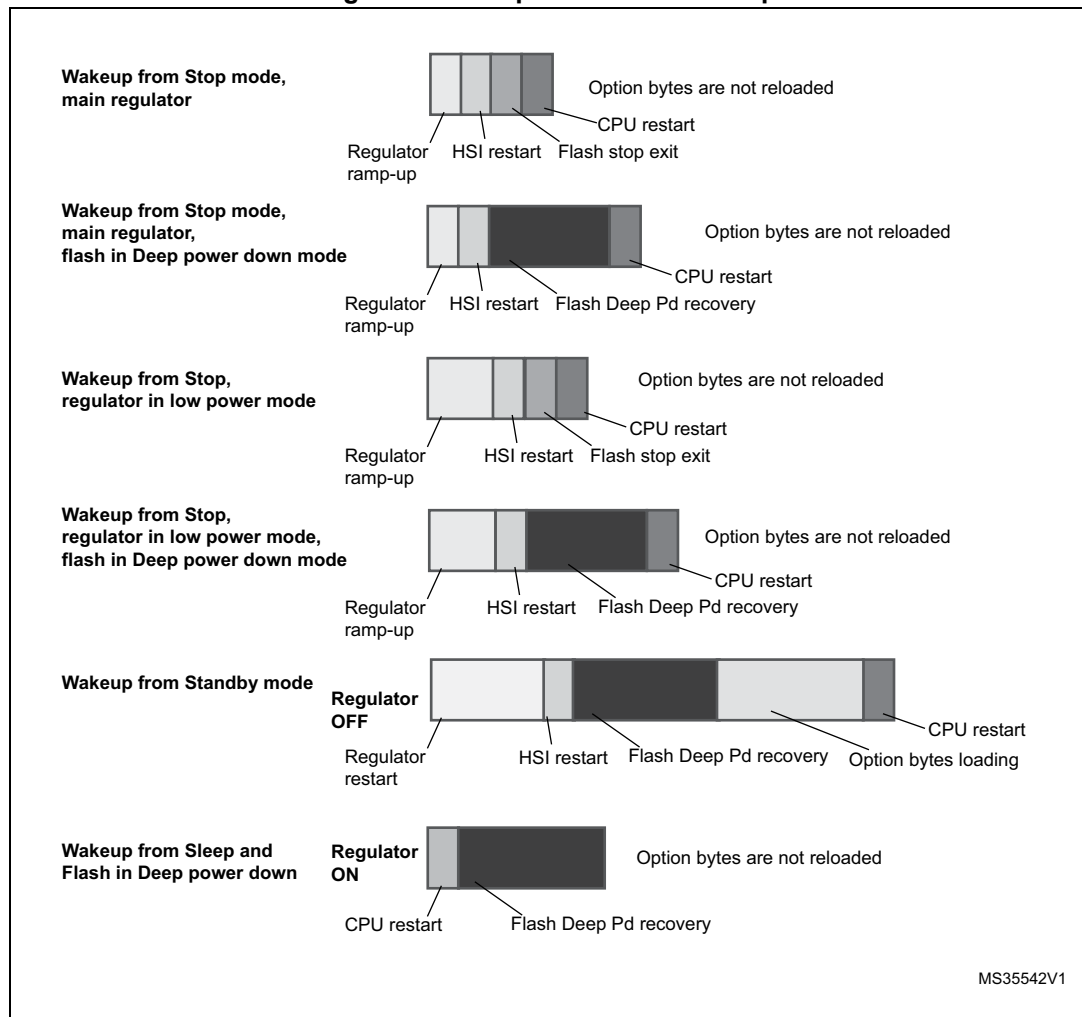 Wakeup from Stop mode,
main regulator
Option bytes are not reloaded
CPU restart
Regulator
ramp-up
HSI restart
Flash stop exit
Wakeup from Stop mode,
main regulator,
flash in Deep power down mode
Option bytes are not reloaded
CPU restart
Regulator
ramp-up
HSI restart
Flash Deep Pd recovery
Wakeup from Stop,
regulator in low power mode
Option bytes are not reloaded
CPU restart
Regulator
ramp-up
HSI restart
Flash stop exit
Wakeup from Stop,
regulator in low power mode,
flash in Deep power down mode
Option bytes are not reloaded
CPU restart
Regulator
ramp-up
HSI restart
Flash Deep Pd recovery
Wakeup from Standby mode
Regulator
OFF
CPU restart
Regulator
restart
HSI restart
Flash Deep Pd recovery
Option bytes loading
Wakeup from Sleep and
Flash in Deep power down
Regulator
ON
Option bytes are not reloaded
CPU restart
Flash Deep Pd recovery
MS35542V1